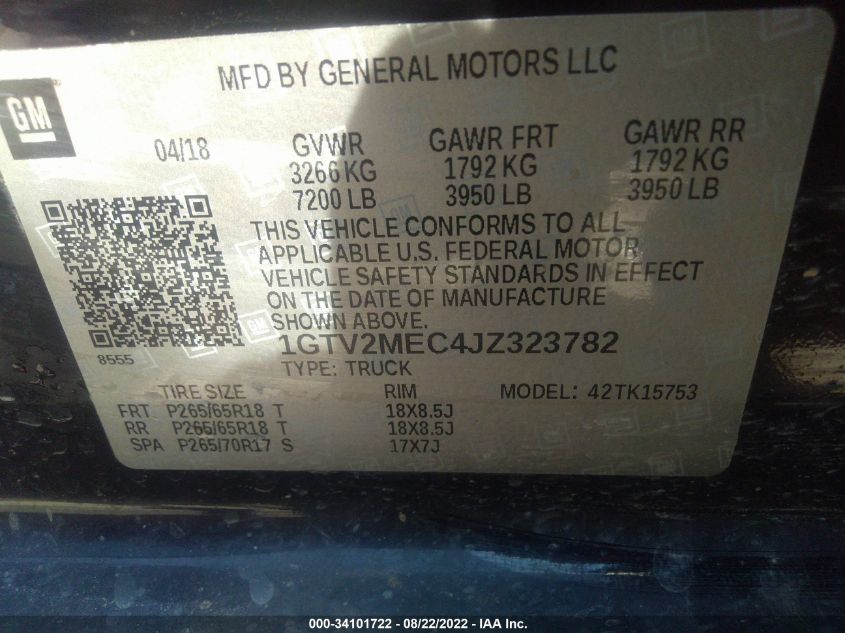 MFD BY GENERAL MOTORS LLC
GM
04/18 GVWR GAWR FRT GAWR RR
3266 KG 1792 KG 1792 KG
7200 LB 3950 LB 3950 LB
THIS VEHICLE CONFORMS TO ALL
APPLICABLE U.S. FEDERAL MOTOR
VEHICLE SAFETY STANDARDS IN EFFECT
ON THE DATE OF MANUFACTURE
SHOWN ABOVE.
8555
1GTV2MEC4JZ323782
TYPE: TRUCK
TIRE SIZE RIM MODEL: 42TK15753
FRT P265/65R18 T 18X8.5J
RR P265/65R18 T 18X8.5J
SPA P265/70R17 S 17X7J
000-34101722 - 08/22/2022 - IAA Inc.